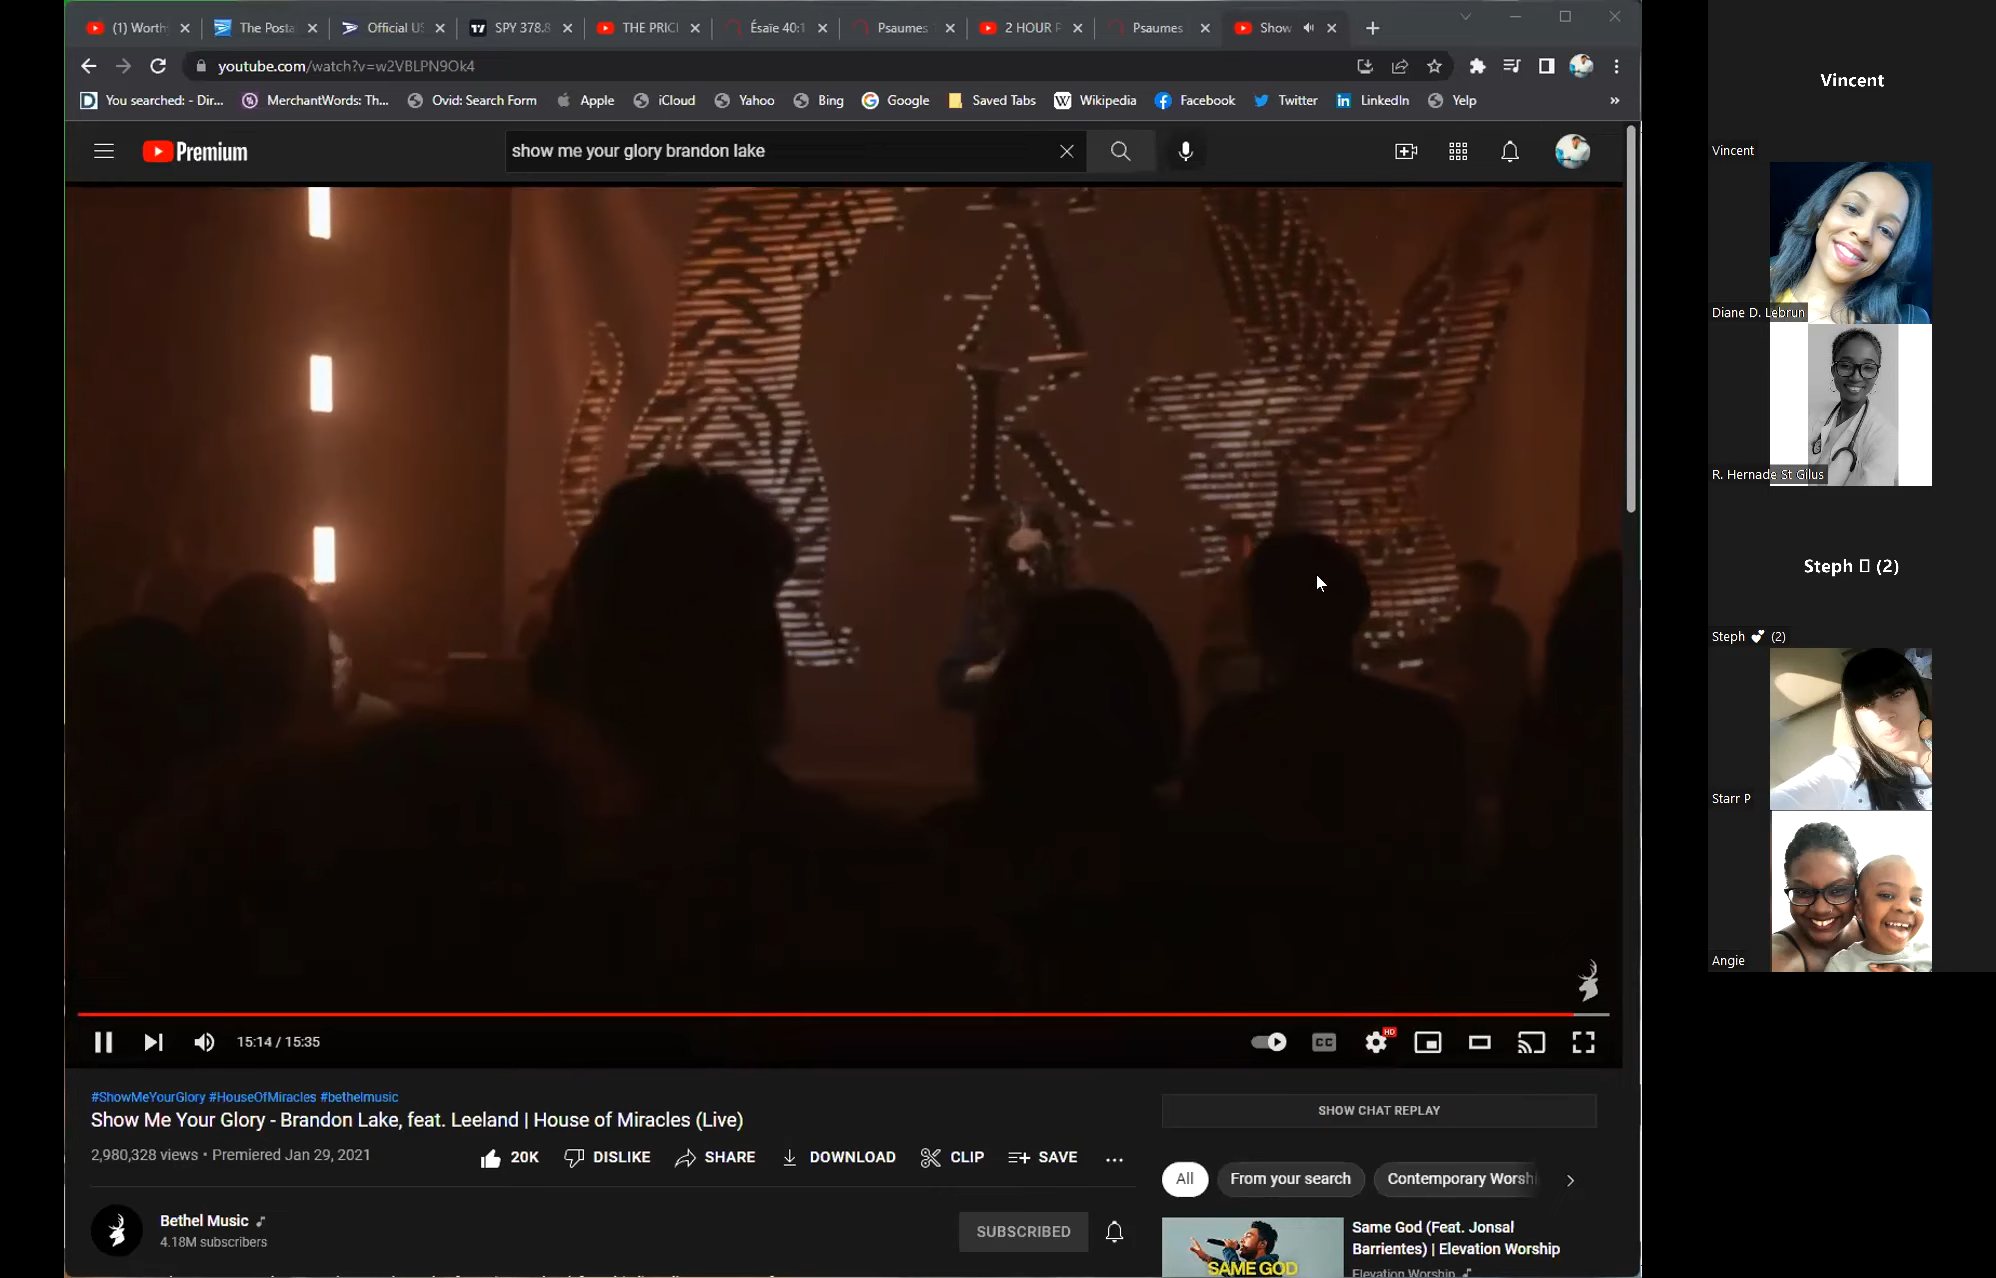 (1) Worth
The Posta
Official US
SPY 378.8
THE PRIC
Ésaïe 40:1
Psaumes
2 HOUR P
Psaumes
Show
youtube.com/watch?v=w2VBLPN9Ok4
You searched: - Dir...
MerchantWords: Th...
Ovid: Search Form
Apple
iCloud
Yahoo
Bing
Google
Saved Tabs
Wikipedia
Facebook
Twitter
LinkedIn
Yelp
»
Premium
show me your glory brandon lake
K
15:14 / 15:35
CC
HD
#ShowMeYourGlory #HouseOfMiracles #bethelmusic
Show Me Your Glory - Brandon Lake, feat. Leeland | House of Miracles (Live)
2,980,328 views • Premiered Jan 29, 2021
20K
DISLIKE
SHARE
DOWNLOAD
CLIP
SAVE
...
Bethel Music
4.18M subscribers
SUBSCRIBED
SHOW CHAT REPLAY
All
From your search
Contemporary Worshi
Same God (Feat. Jonsal
Barrientes) | Elevation Worship
Elevation Worship
SAME GOD
Vincent
Vincent
Diane D. Lebrun
R. Hernade St Gilus
Steph (2)
Steph 💕 (2)
Starr P
Angie